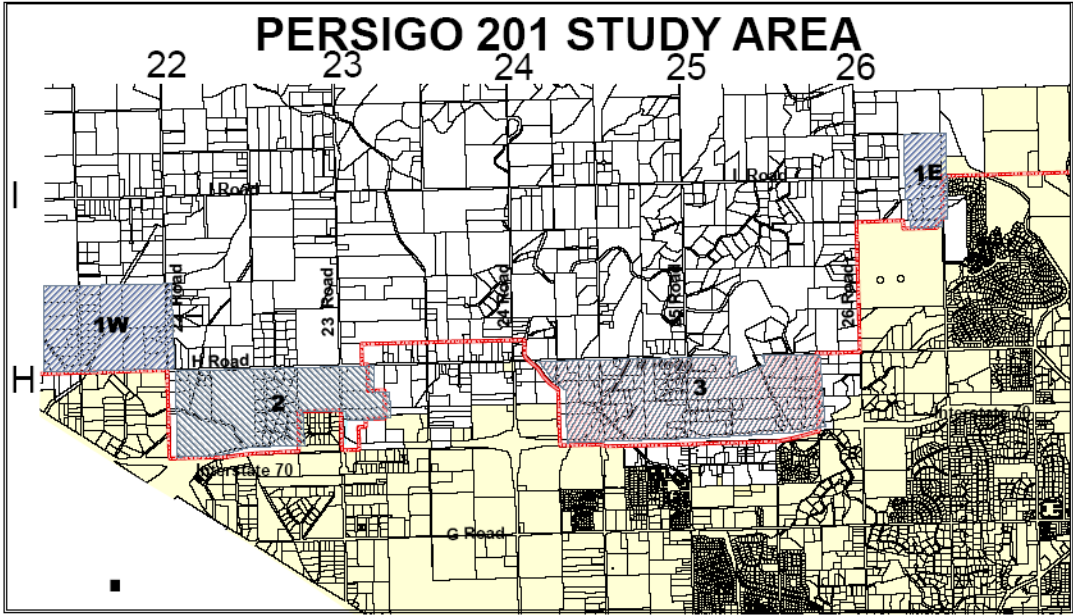 PERSIGO 201 STUDY AREA
22 23 24 25 26
I
I Road
I Road
1E
22 Road
23 Road
24 Road
25 Road
26 Road
1W
H
H Road
2
3
Interstate 70
Interstate 70
G Road